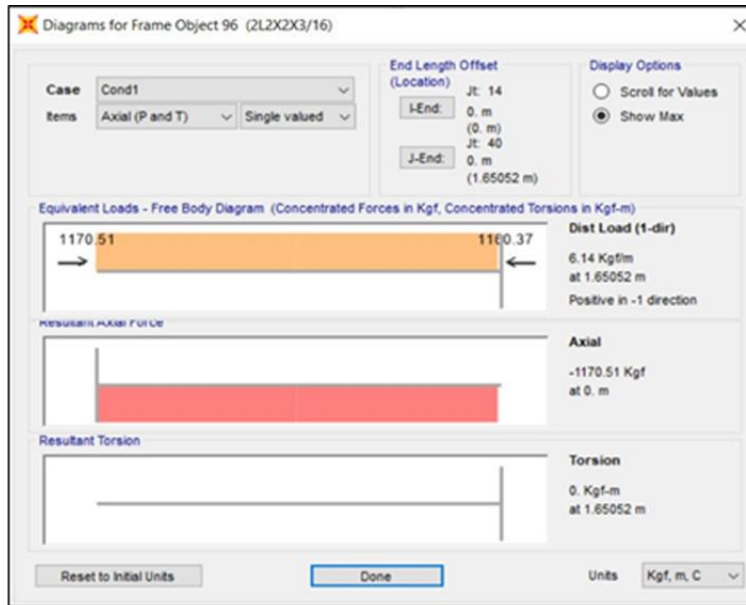 Diagrams for Frame Object 96 (2L2X2X3/16)
Case Cond1
Items Axial (P and T) Single valued
End Length Offset
(Location)
Jt: 14
I-End: 0. m
(0. m)
Jt: 40
J-End: 0. m
(1.65052 m)
Display Options
Scroll for Values
Show Max
Equivalent Loads - Free Body Diagram (Concentrated Forces in Kgf, Concentrated Torsions in Kgf-m)
1170.51 1160.37
Dist Load (1-dir)
6.14 Kgf/m
at 1.65052 m
Positive in -1 direction
Resultant Axial Force
Axial
-1170.51 Kgf
at 0. m
Resultant Torsion
Torsion
0. Kgf-m
at 1.65052 m
Reset to Initial Units Done Units Kgf, m, C